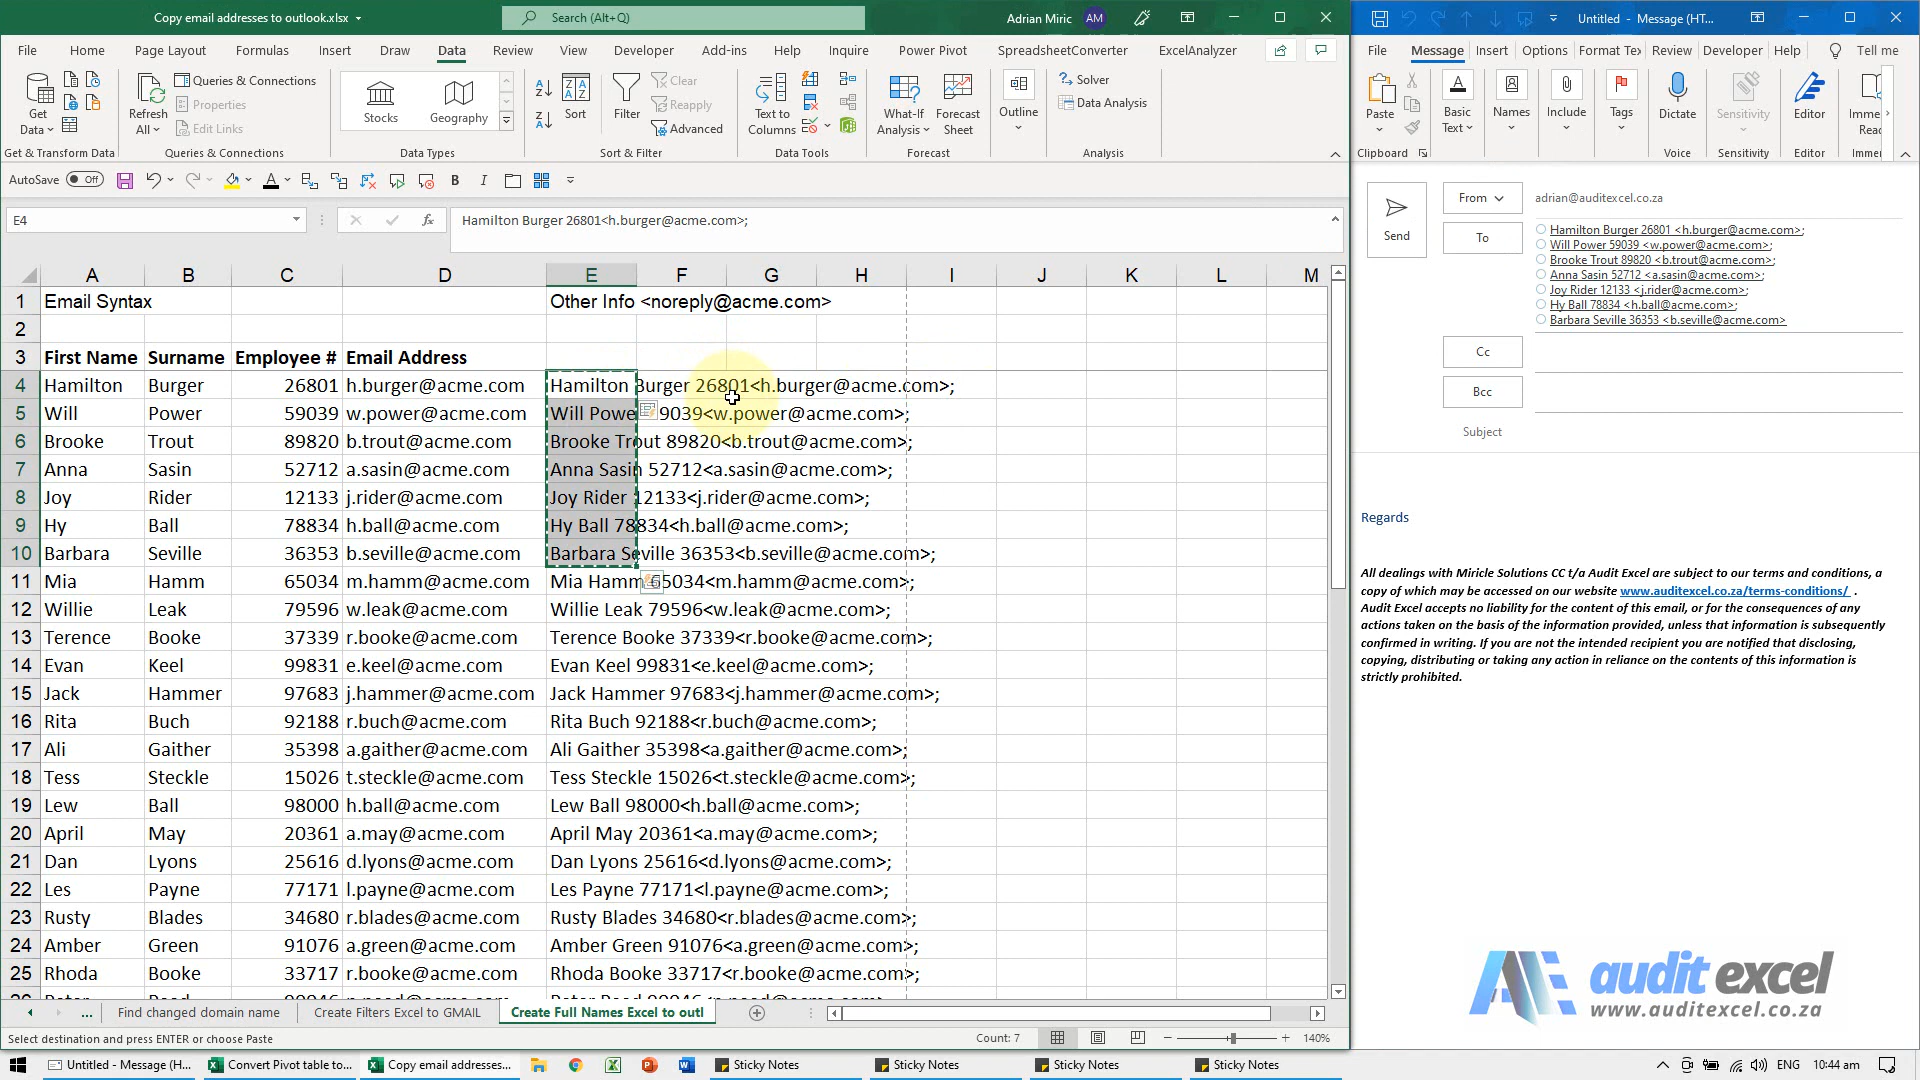 Copy email addresses to outlook.xlsx
Search (Alt+Q)
Adrian Miric
AM
File Home Page Layout Formulas Insert Draw Data Review View Developer Add-ins Help Inquire Power Pivot SpreadsheetConverter ExcelAnalyzer
Get Data
Refresh All
Queries & Connections
Properties
Edit Links
Stocks
Geography
Sort
Filter
Clear
Reapply
Advanced
Text to Columns
What-If Analysis
Forecast Sheet
Outline
Solver
Data Analysis
Get & Transform Data
Queries & Connections
Data Types
Sort & Filter
Data Tools
Forecast
Analysis
AutoSave Off
E4
Hamilton Burger 26801<h.burger@acme.com>;
A B C D E F G H I J K L M
1 Email Syntax Other Info <noreply@acme.com>
2
3 First Name Surname Employee # Email Address
4 Hamilton Burger 26801 h.burger@acme.com Hamilton Burger 26801<h.burger@acme.com>;
5 Will Power 59039 w.power@acme.com Will Powe 9039<w.power@acme.com>;
6 Brooke Trout 89820 b.trout@acme.com Brooke Trout 89820<b.trout@acme.com>;
7 Anna Sasin 52712 a.sasin@acme.com Anna Sasin 52712<a.sasin@acme.com>;
8 Joy Rider 12133 j.rider@acme.com Joy Rider 12133<j.rider@acme.com>;
9 Hy Ball 78834 h.ball@acme.com Hy Ball 78834<h.ball@acme.com>;
10 Barbara Seville 36353 b.seville@acme.com Barbara Seville 36353<b.seville@acme.com>;
11 Mia Hamm 65034 m.hamm@acme.com Mia Hamm 65034<m.hamm@acme.com>;
12 Willie Leak 79596 w.leak@acme.com Willie Leak 79596<w.leak@acme.com>;
13 Terence Booke 37339 r.booke@acme.com Terence Booke 37339<r.booke@acme.com>;
14 Evan Keel 99831 e.keel@acme.com Evan Keel 99831<e.keel@acme.com>;
15 Jack Hammer 97683 j.hammer@acme.com Jack Hammer 97683<j.hammer@acme.com>;
16 Rita Buch 92188 r.buch@acme.com Rita Buch 92188<r.buch@acme.com>;
17 Ali Gaither 35398 a.gaither@acme.com Ali Gaither 35398<a.gaither@acme.com>;
18 Tess Steckle 15026 t.steckle@acme.com Tess Steckle 15026<t.steckle@acme.com>;
19 Lew Ball 98000 h.ball@acme.com Lew Ball 98000<h.ball@acme.com>;
20 April May 20361 a.may@acme.com April May 20361<a.may@acme.com>;
21 Dan Lyons 25616 d.lyons@acme.com Dan Lyons 25616<d.lyons@acme.com>;
22 Les Payne 77171 l.payne@acme.com Les Payne 77171<l.payne@acme.com>;
23 Rusty Blades 34680 r.blades@acme.com Rusty Blades 34680<r.blades@acme.com>;
24 Amber Green 91076 a.green@acme.com Amber Green 91076<a.green@acme.com>;
25 Rhoda Booke 33717 r.booke@acme.com Rhoda Booke 33717<r.booke@acme.com>;
... Find changed domain name Create Filters Excel to GMAIL Create Full Names Excel to outl
Select destination and press ENTER or choose Paste
Count: 7
140%
Untitled - Message (HT...
File Message Insert Options Format Tex Review Developer Help Tell me
Paste
Basic Text
Names
Include
Tags
Dictate
Sensitivity
Editor
Imme
Rea
Clipboard
Voice
Sensitivity
Editor
Immer
Send
From
adrian@auditexcel.co.za
To
Hamilton Burger 26801 <h.burger@acme.com>;
Will Power 59039 <w.power@acme.com>;
Brooke Trout 89820 <b.trout@acme.com>;
Anna Sasin 52712 <a.sasin@acme.com>;
Joy Rider 12133 <j.rider@acme.com>;
Hy Ball 78834 <h.ball@acme.com>;
Barbara Seville 36353 <b.seville@acme.com>
Cc
Bcc
Subject
Regards
All dealings with Miricle Solutions CC t/a Audit Excel are subject to our terms and conditions, a
copy of which may be accessed on our website www.auditexcel.co.za/terms-conditions/ .
Audit Excel accepts no liability for the content of this email, or for the consequences of any
actions taken on the basis of the information provided, unless that information is subsequently
confirmed in writing. If you are not the intended recipient you are notified that disclosing,
copying, distributing or taking any action in reliance on the contents of this information is
strictly prohibited.
AE audit excel
www.auditexcel.co.za
Untitled - Message (H...
Convert Pivot table to...
Copy email addresses...
Sticky Notes
Sticky Notes
Sticky Notes
Sticky Notes
ENG
10:44 am